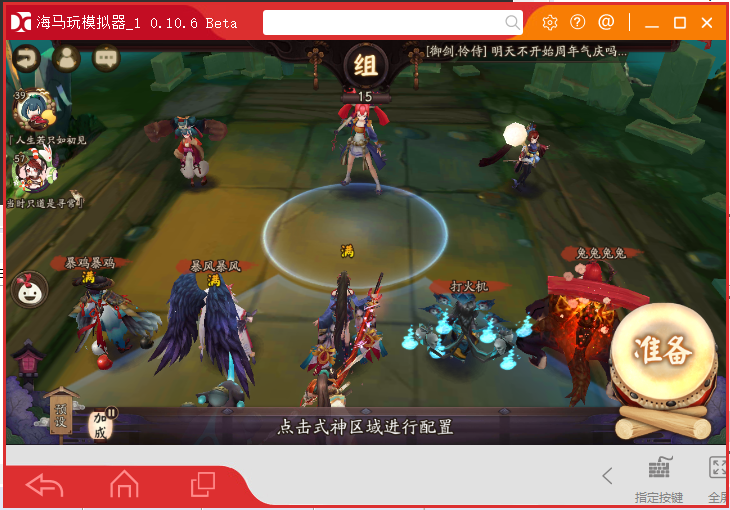 海马玩模拟器_1 0.10.6 Beta
[御剑.怜侍] 明天不开始周年气庆吗...
组
15
39
「人生若只如初见
57
当时只道是寻常」
满
暴鸡暴鸡
满
暴风暴风
满
打火机
兔兔兔兔
准备
预设
加成
点击式神区域进行配置
指定按键
全屏